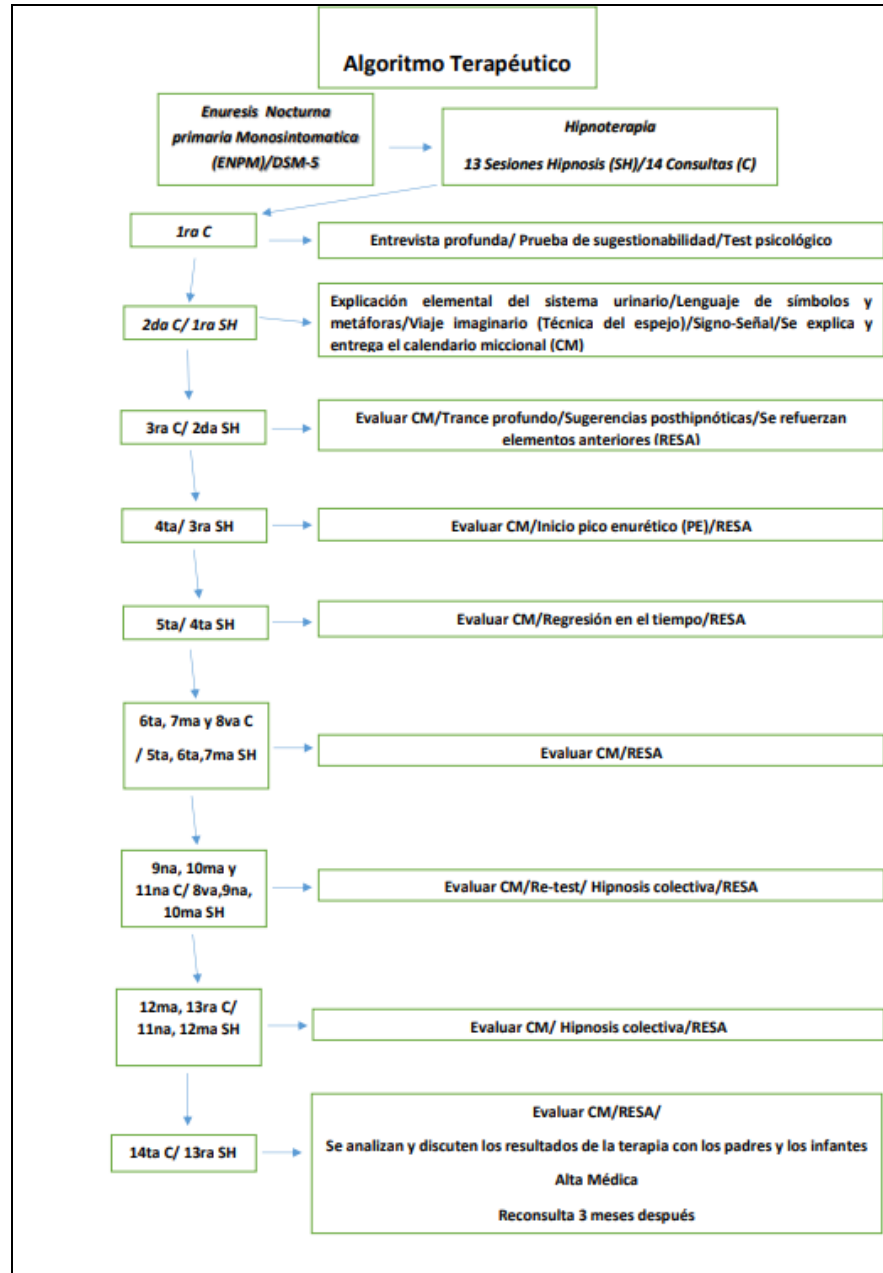 Algoritmo Terapéutico
Enuresis Nocturna
primaria Monosintomatica
(ENPM)/DSM-5
Hipnoterapia
13 Sesiones Hipnosis (SH)/14 Consultas (C)
1ra C
Entrevista profunda/ Prueba de sugestionabilidad/Test psicológico
2da C/ 1ra SH
Explicación elemental del sistema urinario/Lenguaje de símbolos y
metáforas/Viaje imaginario (Técnica del espejo)/Signo-Señal/Se explica y
entrega el calendario miccional (CM)
3ra C/ 2da SH
Evaluar CM/Trance profundo/Sugerencias posthipnóticas/Se refuerzan
elementos anteriores (RESA)
4ta/ 3ra SH
Evaluar CM/Inicio pico enurético (PE)/RESA
5ta/ 4ta SH
Evaluar CM/Regresión en el tiempo/RESA
6ta, 7ma y 8va C
/ 5ta, 6ta,7ma SH
Evaluar CM/RESA
9na, 10ma y
11na C/ 8va,9na,
10ma SH
Evaluar CM/Re-test/ Hipnosis colectiva/RESA
12ma, 13ra C/
11na, 12ma SH
Evaluar CM/ Hipnosis colectiva/RESA
14ta C/ 13ra SH
Evaluar CM/RESA/
Se analizan y discuten los resultados de la terapia con los padres y los infantes
Alta Médica
Reconsulta 3 meses después